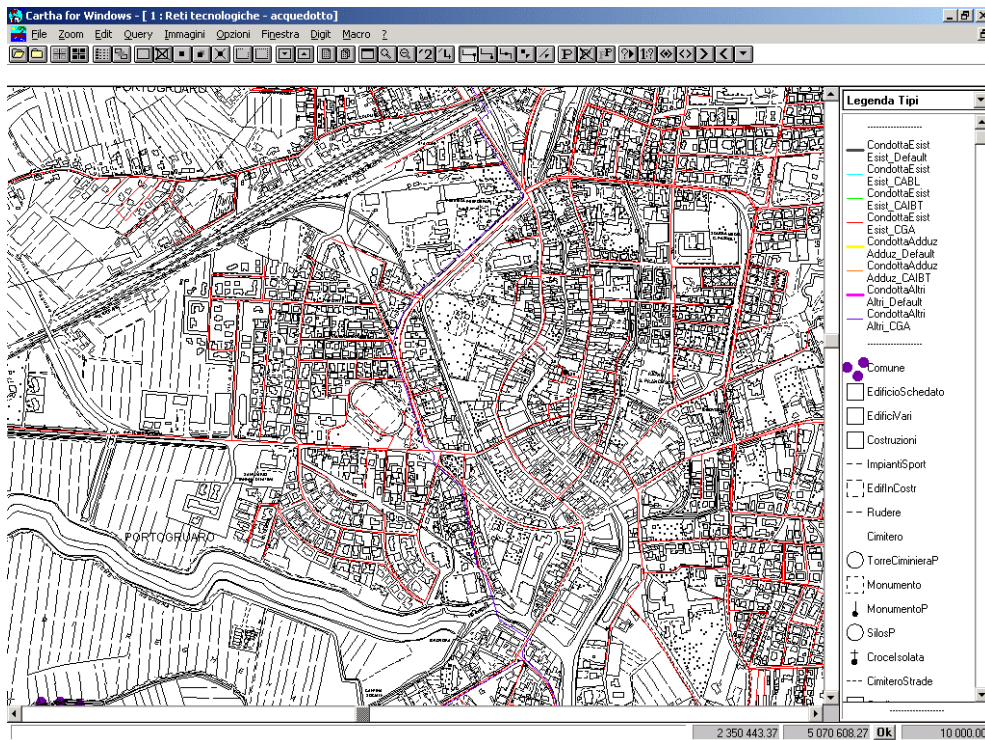 Cartha for Windows - [ 1 : Reti tecnologiche - acquedotto]
File Zoom Edit Query Immagini Opzioni Finestra Digit Macro ?
Legenda Tipi
CondottaEsist
Esist_Default
CondottaEsist
Esist_CABL
CondottaEsist
Esist_CAIBT
CondottaEsist
Esist_CGA
CondottaAdduz
Adduz_Default
CondottaAdduz
Adduz_CAIBT
CondottaAltri
Altri_Default
CondottaAltri
Altri_CGA
Comune
EdificioSchedato
EdificiVari
Costruzioni
ImpiantiSport
EdifInCostr
Rudere
Cimitero
TorreCiminieraP
Monumento
MonumentoP
SilosP
CroceIsolata
CimiteroStrade
PORTOGRUARO
PORTOGRUARO
2 350 443.37 5 070 608.27 Ok 10 000.00